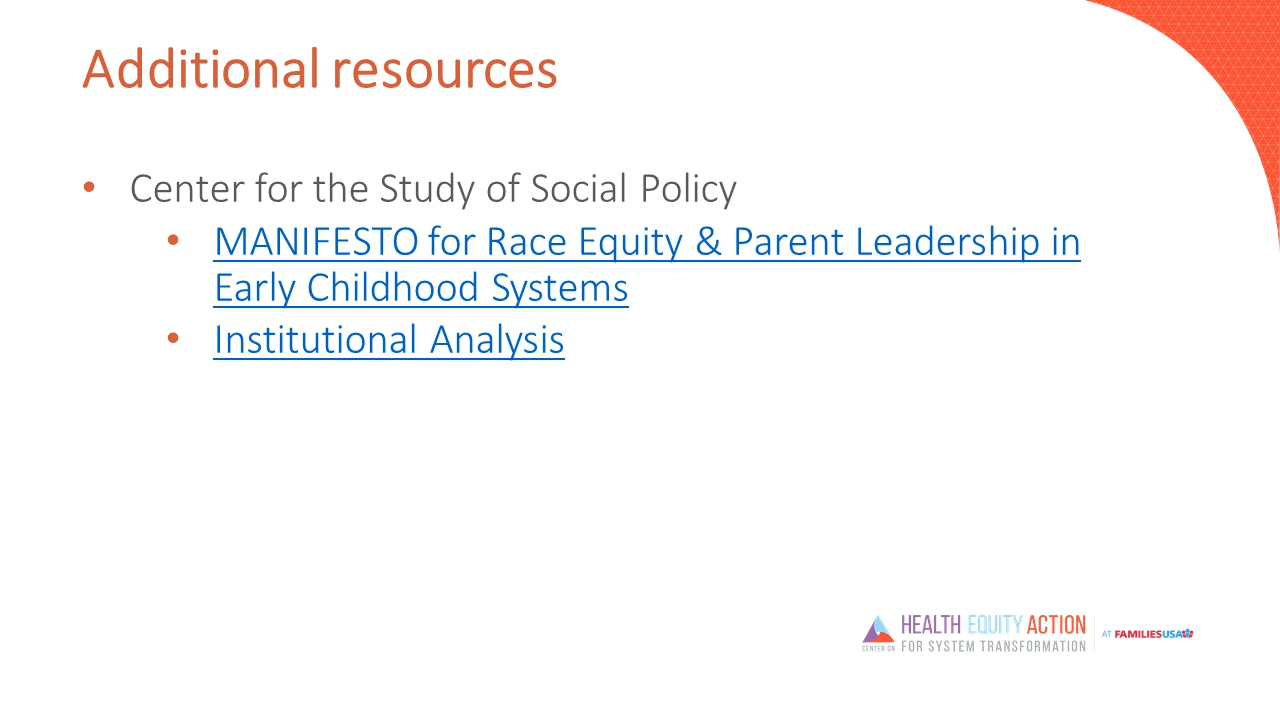 Additional resources
• Center for the Study of Social Policy
• MANIFESTO for Race Equity & Parent Leadership in
Early Childhood Systems
• Institutional Analysis
HEALTH EQUITY ACTION
CENTER ON FOR SYSTEM TRANSFORMATION
AT FAMILIESUSA